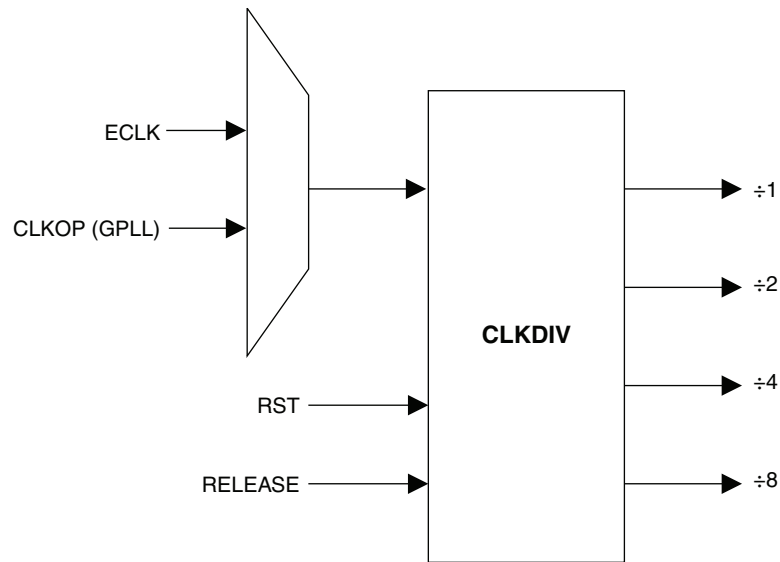 ECLK
CLKOP (GPLL)
RST
RELEASE
CLKDIV
÷1
÷2
÷4
÷8